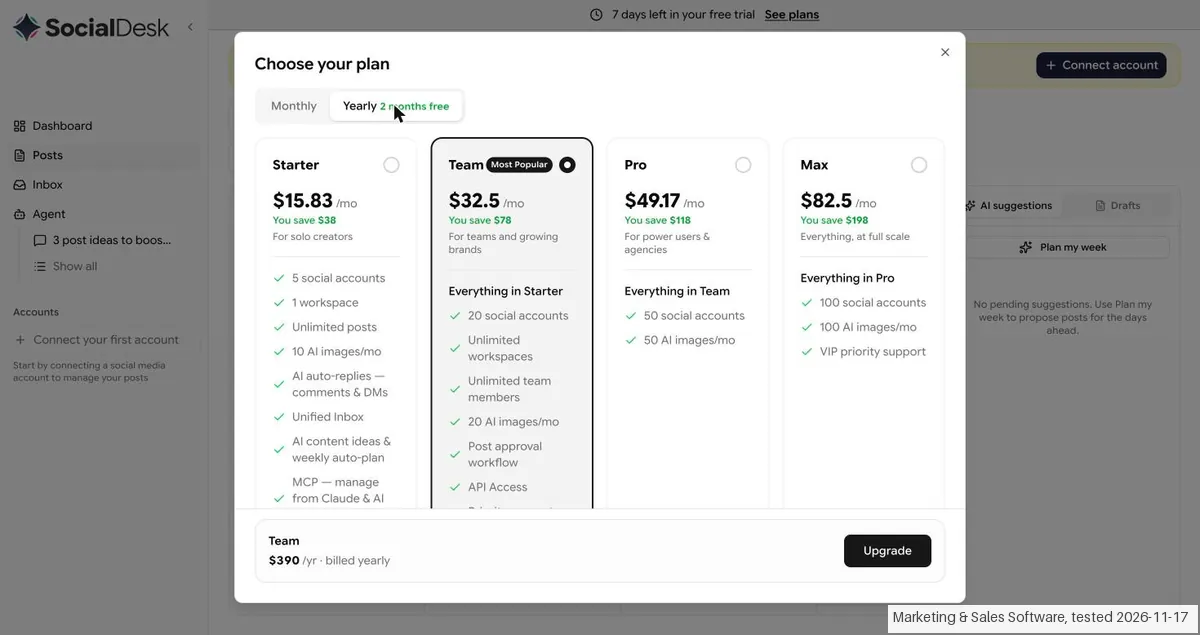 SocialDesk
7 days left in your free trial See plans
Connect account
Dashboard
Posts
Inbox
Agent
3 post ideas to boos...
Show all
Accounts
Connect your first account
Start by connecting a social media
account to manage your posts
AI suggestions
Drafts
Plan my week
No pending suggestions. Use Plan my
week to propose posts for the days
ahead.
Choose your plan
Monthly
Yearly 2 months free
Starter
$15.83 /mo
You save $38
For solo creators
5 social accounts
1 workspace
Unlimited posts
10 AI images/mo
AI auto-replies —
comments & DMs
Unified Inbox
AI content ideas &
weekly auto-plan
MCP — manage
from Claude & AI
Team Most Popular
$32.5 /mo
You save $78
For teams and growing
brands
Everything in Starter
20 social accounts
Unlimited
workspaces
Unlimited team
members
20 AI images/mo
Post approval
workflow
API Access
Pro
$49.17 /mo
You save $118
For power users &
agencies
Everything in Team
50 social accounts
50 AI images/mo
Max
$82.5 /mo
You save $198
Everything, at full scale
Everything in Pro
100 social accounts
100 AI images/mo
VIP priority support
Team
$390 /yr · billed yearly
Upgrade
Marketing & Sales Software, tested 2026-11-17